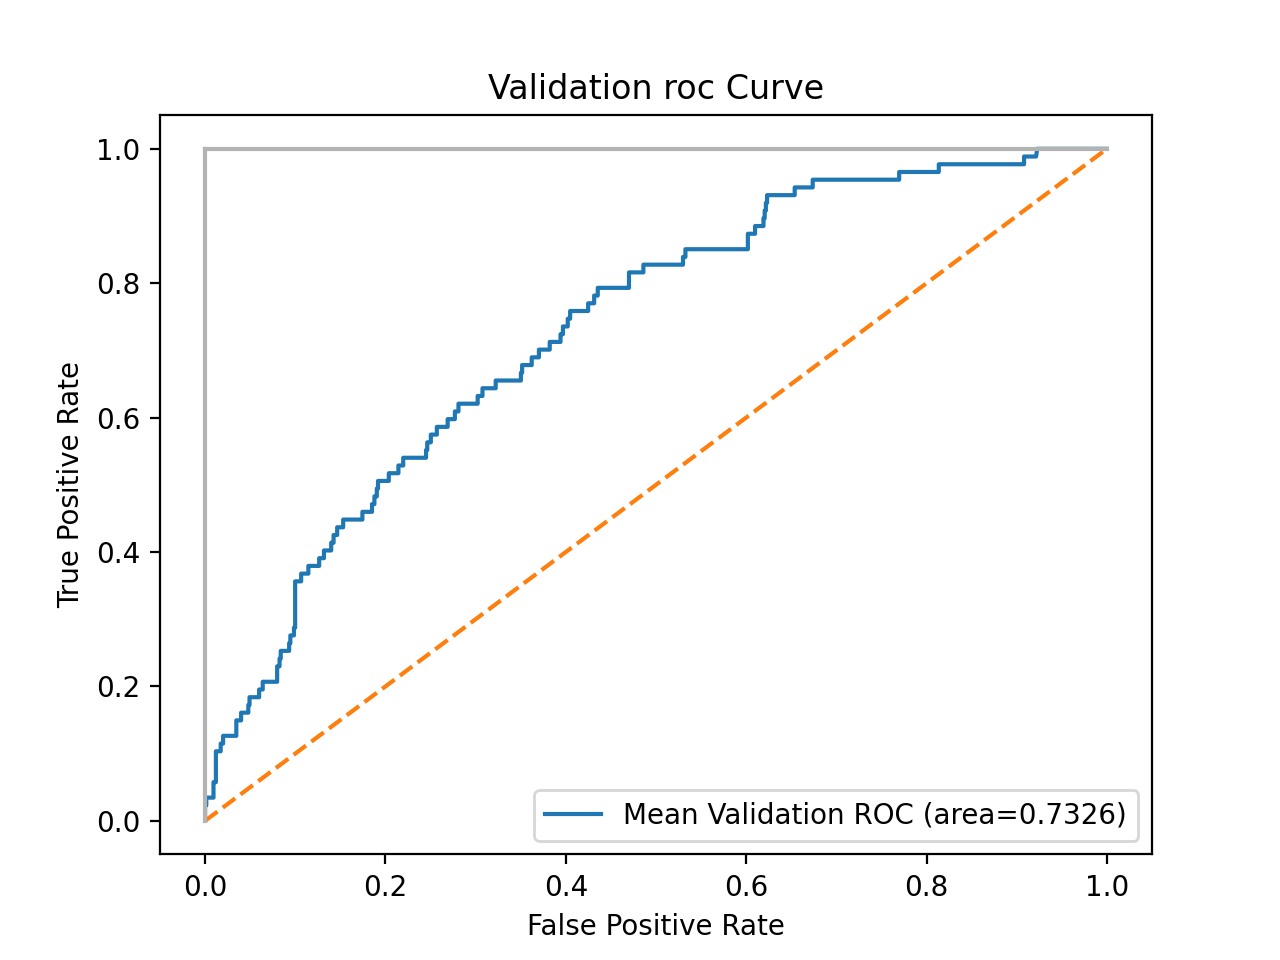 Validation roc Curve
1.0
0.8
0.6
0.4
0.2
0.0
True Positive Rate
Mean Validation ROC (area=0.7326)
0.0 0.2 0.4 0.6 0.8 1.0
False Positive Rate